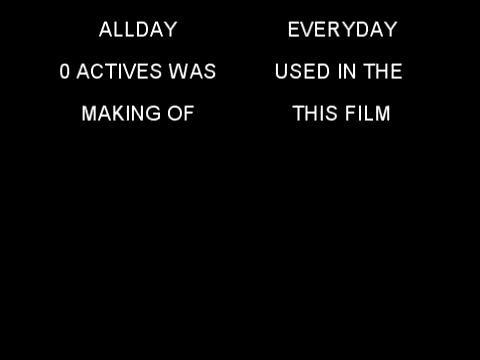 ALLDAY EVERYDAY
0 ACTIVES WAS USED IN THE
MAKING OF THIS FILM